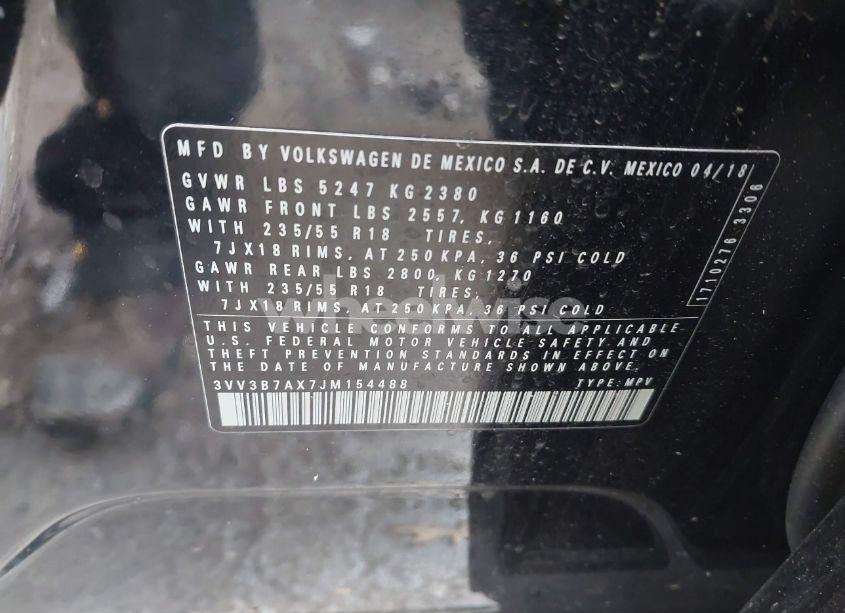 MFD BY VOLKSWAGEN DE MEXICO S.A. DE C.V. MEXICO 04/18
GVWR LBS 5247 KG 2380
GAWR FRONT LBS 2557, KG 1160
WITH 235/55 R18 TIRES,
7JX18 RIMS, AT 250 KPA, 36 PSI COLD
GAWR REAR LBS 2800, KG 1270
WITH 235/55 R18 TIRES,
7JX18 RIMS, AT 250 KPA, 36 PSI COLD
THIS VEHICLE CONFORMS TO ALL APPLICABLE
U.S. FEDERAL MOTOR VEHICLE SAFETY AND
THEFT PREVENTION STANDARDS IN EFFECT ON
THE DATE OF MANUFACTURE SHOWN ABOVE.
3VV3B7AX7JM154488 TYPE: MPV
1710276 3306
wheelwise